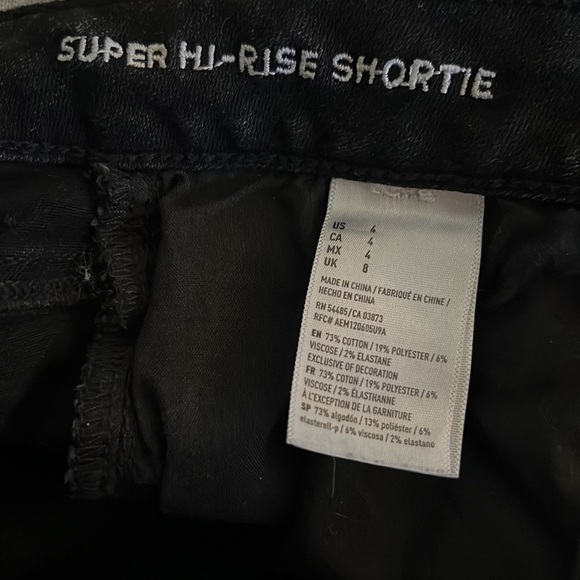 SUPER HI-RISE SHORTIE
US 4
CA 4
MX 4
UK 8
MADE IN CHINA / FABRIQUÉ EN CHINE /
HECHO EN CHINA
RN 54485/CA 03873
RFC# AEM120605U9A
EN 73% COTTON / 19% POLYESTER / 6%
VISCOSE / 2% ELASTANE
EXCLUSIVE OF DECORATION
FR 73% COTON / 19% POLYESTER / 6%
VISCOSE / 2% ÉLASTHANNE
À L'EXCEPTION DE LA GARNITURE
SP 73% algodón / 13% poliéster / 6%
elasterell-p / 6% viscosa / 2% elastano